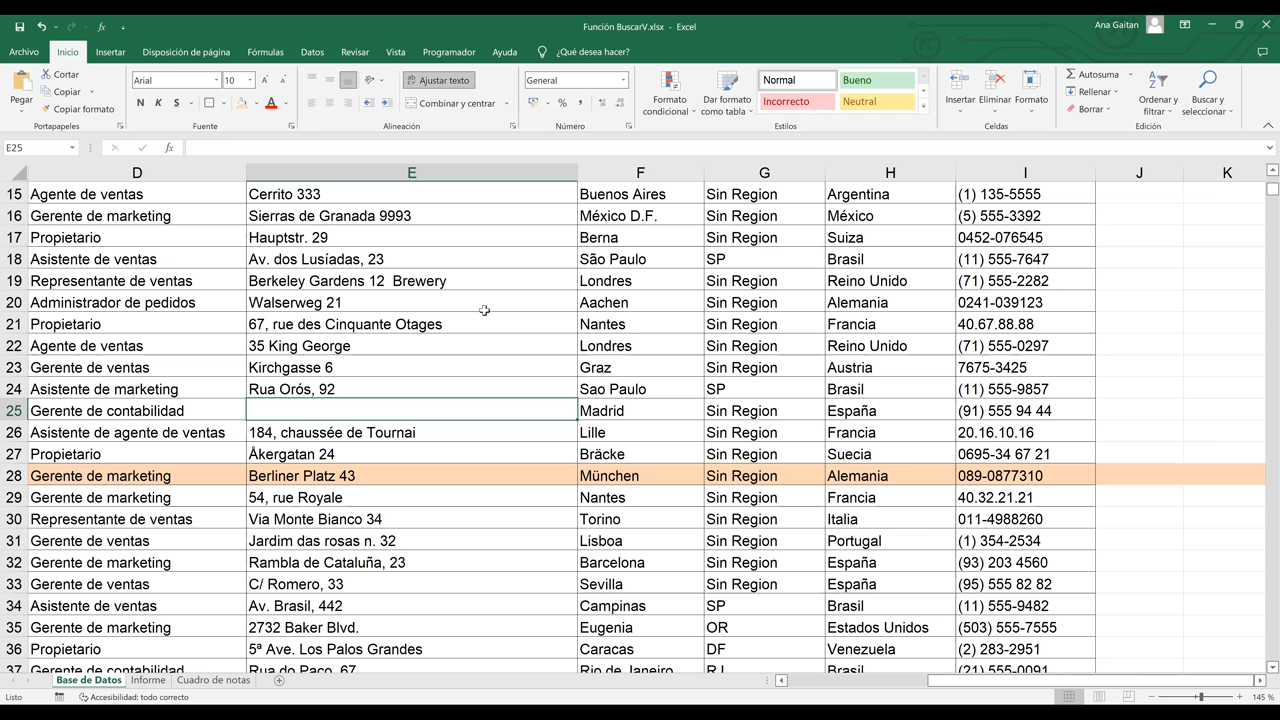 Función BuscarV.xlsx - Excel
Ana Gaitan
Archivo Inicio Insertar Disposición de página Fórmulas Datos Revisar Vista Programador Ayuda ¿Qué desea hacer?
Pegar
Cortar
Copiar
Copiar formato
Portapapeles
Arial 10
N K S
Fuente
Ajustar texto
Combinar y centrar
Alineación
General
Número
Formato condicional
Dar formato como tabla
Normal Bueno
Incorrecto Neutral
Estilos
Insertar Eliminar Formato
Celdas
Autosuma
Rellenar
Borrar
Ordenar y filtrar
Buscar y seleccionar
Edición
E25 fx
D E F G H I J K
15 Agente de ventas Cerrito 333 Buenos Aires Sin Region Argentina (1) 135-5555
16 Gerente de marketing Sierras de Granada 9993 México D.F. Sin Region México (5) 555-3392
17 Propietario Hauptstr. 29 Berna Sin Region Suiza 0452-076545
18 Asistente de ventas Av. dos Lusíadas, 23 São Paulo SP Brasil (11) 555-7647
19 Representante de ventas Berkeley Gardens 12  Brewery Londres Sin Region Reino Unido (71) 555-2282
20 Administrador de pedidos Walserweg 21 Aachen Sin Region Alemania 0241-039123
21 Propietario 67, rue des Cinquante Otages Nantes Sin Region Francia 40.67.88.88
22 Agente de ventas 35 King George Londres Sin Region Reino Unido (71) 555-0297
23 Gerente de ventas Kirchgasse 6 Graz Sin Region Austria 7675-3425
24 Asistente de marketing Rua Orós, 92 Sao Paulo SP Brasil (11) 555-9857
25 Gerente de contabilidad Madrid Sin Region España (91) 555 94 44
26 Asistente de agente de ventas 184, chaussée de Tournai Lille Sin Region Francia 20.16.10.16
27 Propietario Åkergatan 24 Bräcke Sin Region Suecia 0695-34 67 21
28 Gerente de marketing Berliner Platz 43 München Sin Region Alemania 089-0877310
29 Gerente de marketing 54, rue Royale Nantes Sin Region Francia 40.32.21.21
30 Representante de ventas Via Monte Bianco 34 Torino Sin Region Italia 011-4988260
31 Gerente de ventas Jardim das rosas n. 32 Lisboa Sin Region Portugal (1) 354-2534
32 Gerente de marketing Rambla de Cataluña, 23 Barcelona Sin Region España (93) 203 4560
33 Gerente de ventas C/ Romero, 33 Sevilla Sin Region España (95) 555 82 82
34 Asistente de ventas Av. Brasil, 442 Campinas SP Brasil (11) 555-9482
35 Gerente de marketing 2732 Baker Blvd. Eugenia OR Estados Unidos (503) 555-7555
36 Propietario 5ª Ave. Los Palos Grandes Caracas DF Venezuela (2) 283-2951
37 Gerente de contabilidad Rua do Paço, 67 Rio de Janeiro RJ Brasil (21) 555-0091
Base de Datos Informe Cuadro de notas
Listo Accesibilidad: todo correcto 145 %